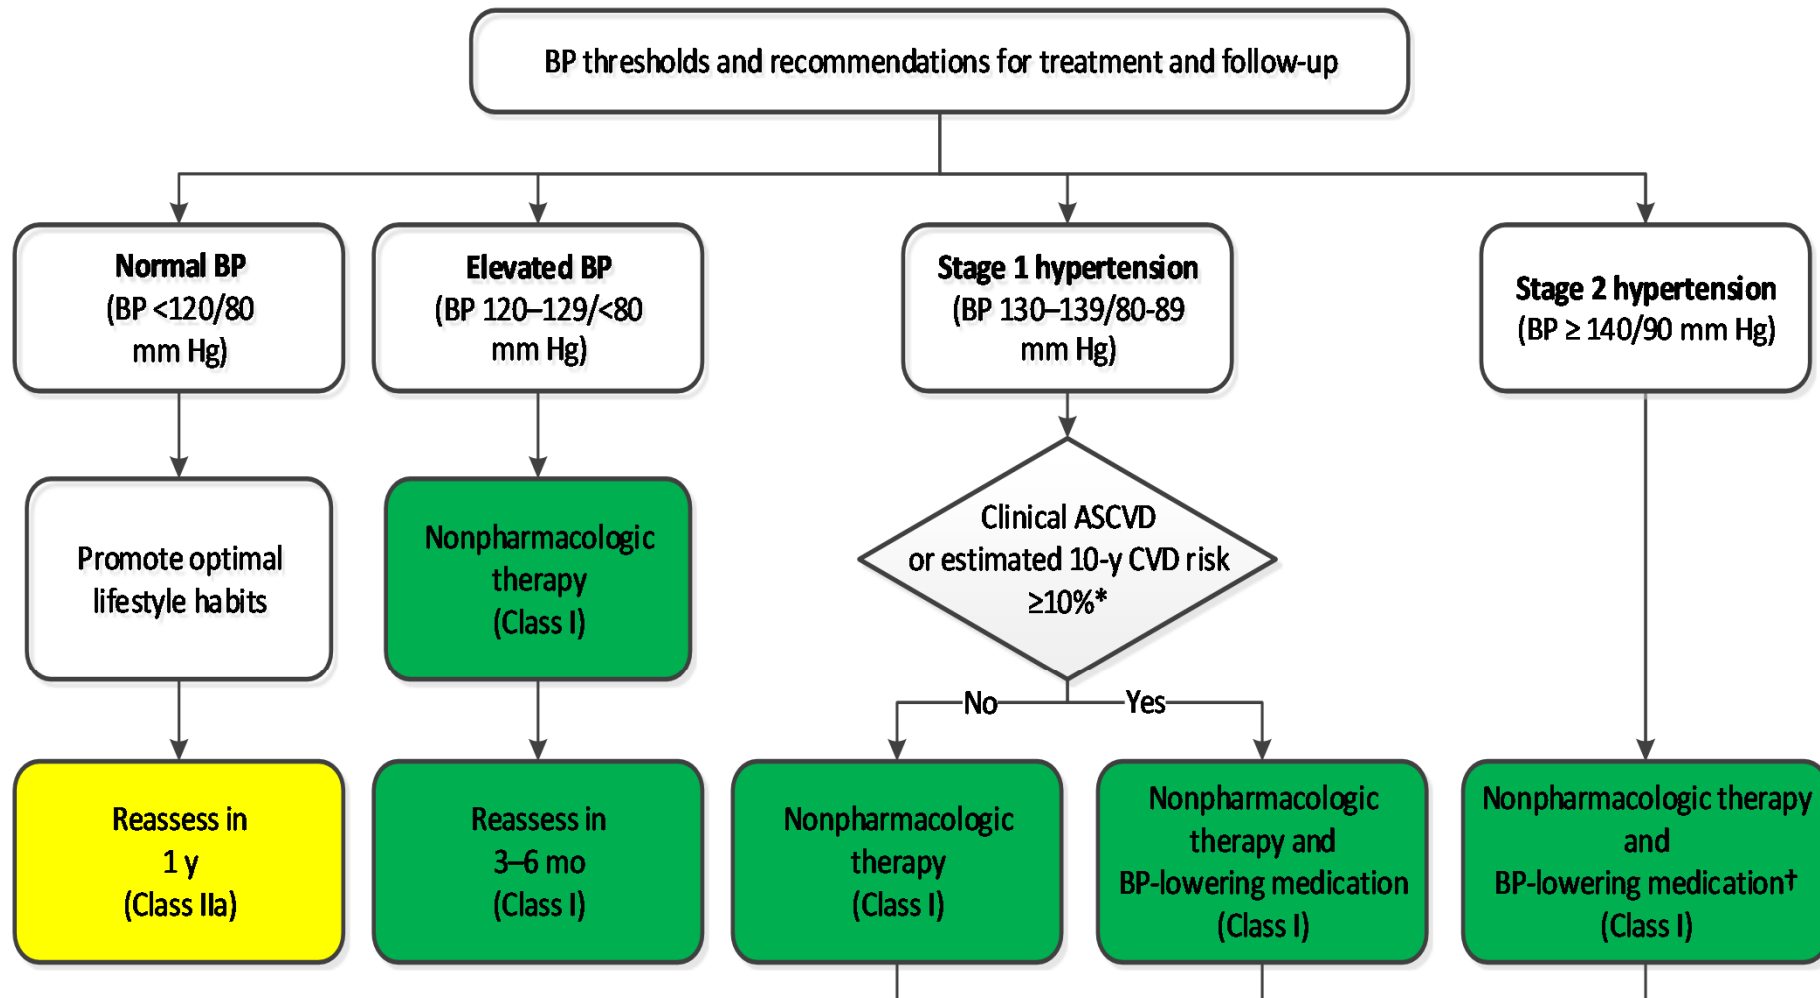 BP thresholds and recommendations for treatment and follow-up
Normal BP
(BP <120/80
mm Hg)
Elevated BP
(BP 120–129/<80
mm Hg)
Stage 1 hypertension
(BP 130–139/80-89
mm Hg)
Stage 2 hypertension
(BP ≥ 140/90 mm Hg)
Promote optimal
lifestyle habits
Nonpharmacologic
therapy
(Class I)
Clinical ASCVD
or estimated 10-y CVD risk
≥10%*
No
Yes
Reassess in
1 y
(Class IIa)
Reassess in
3–6 mo
(Class I)
Nonpharmacologic
therapy
(Class I)
Nonpharmacologic
therapy and
BP-lowering medication
(Class I)
Nonpharmacologic therapy
and
BP-lowering medication†
(Class I)